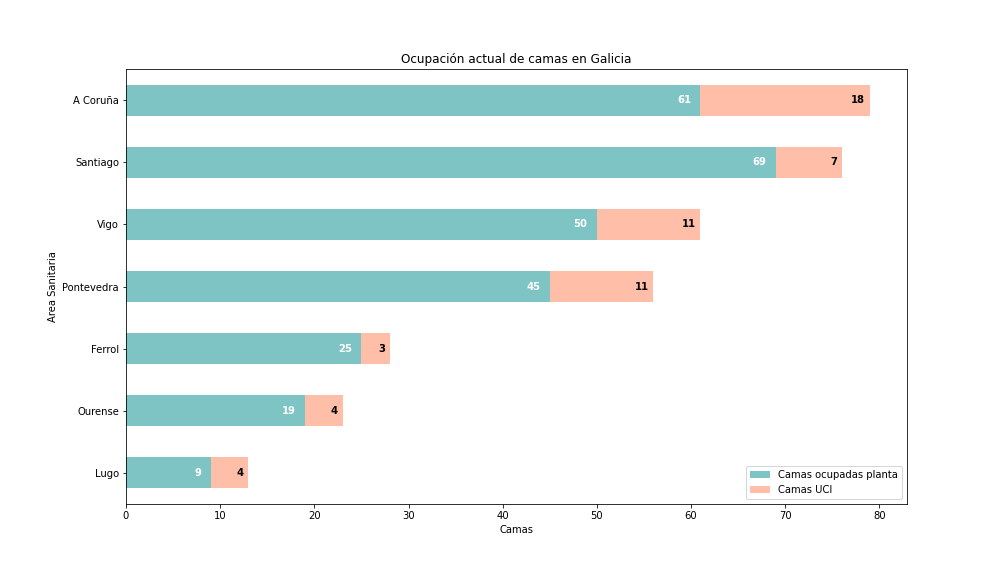 Ocupación actual de camas en Galicia
Area Sanitaria
A Coruña 61 18
Santiago 69 7
Vigo 50 11
Pontevedra 45 11
Ferrol 25 3
Ourense 19 4
Lugo 9 4
Camas ocupadas planta
Camas UCI
0 10 20 30 40 50 60 70 80
Camas